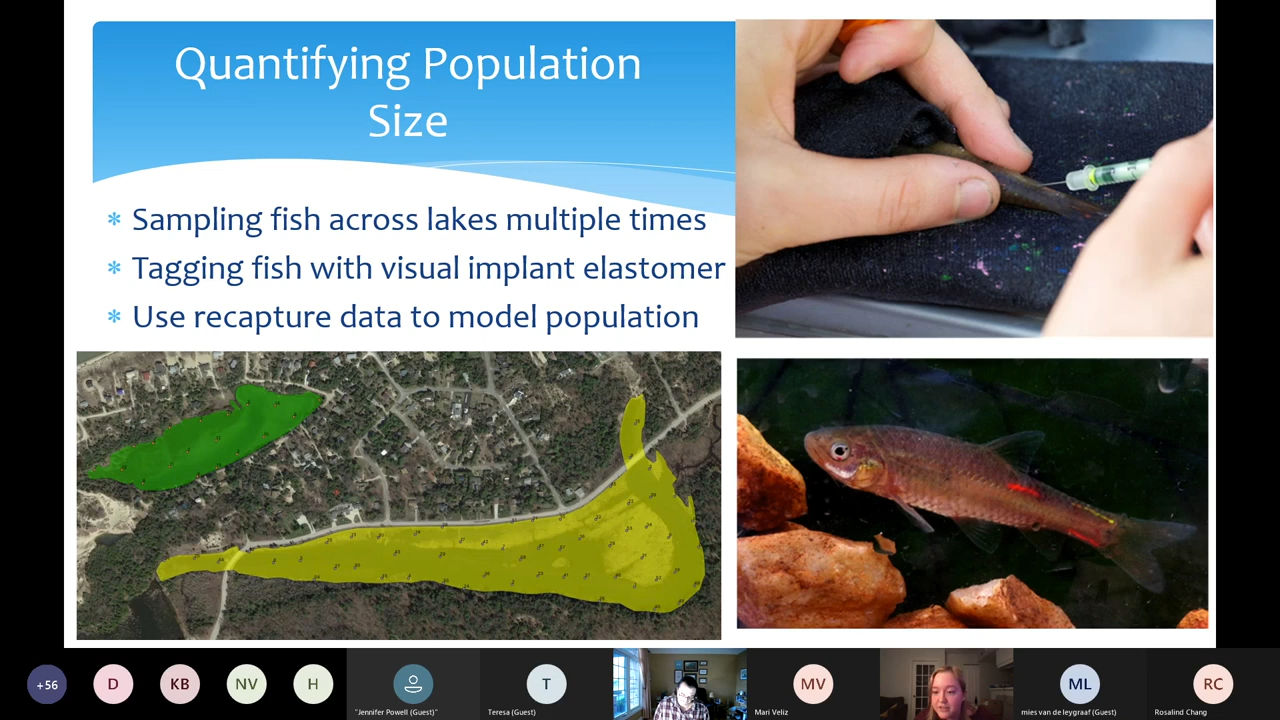 Quantifying Population
Size
* Sampling fish across lakes multiple times
* Tagging fish with visual implant elastomer
* Use recapture data to model population
+56
D
KB
NV
H
"Jennifer Powell (Guest)"
T
Teresa (Guest)
MV
Mari Veliz
ML
mies van de leygraaf (Guest)
RC
Rosalind Chang